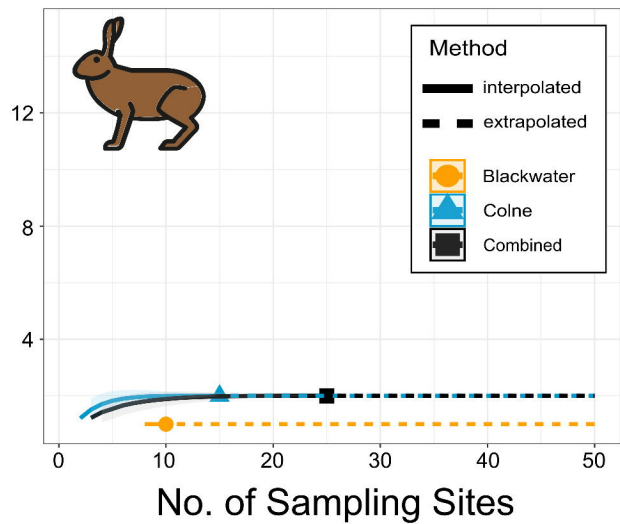 Method
interpolated
extrapolated
Blackwater
Colne
Combined
12
8
4
0 10 20 30 40 50
No. of Sampling Sites